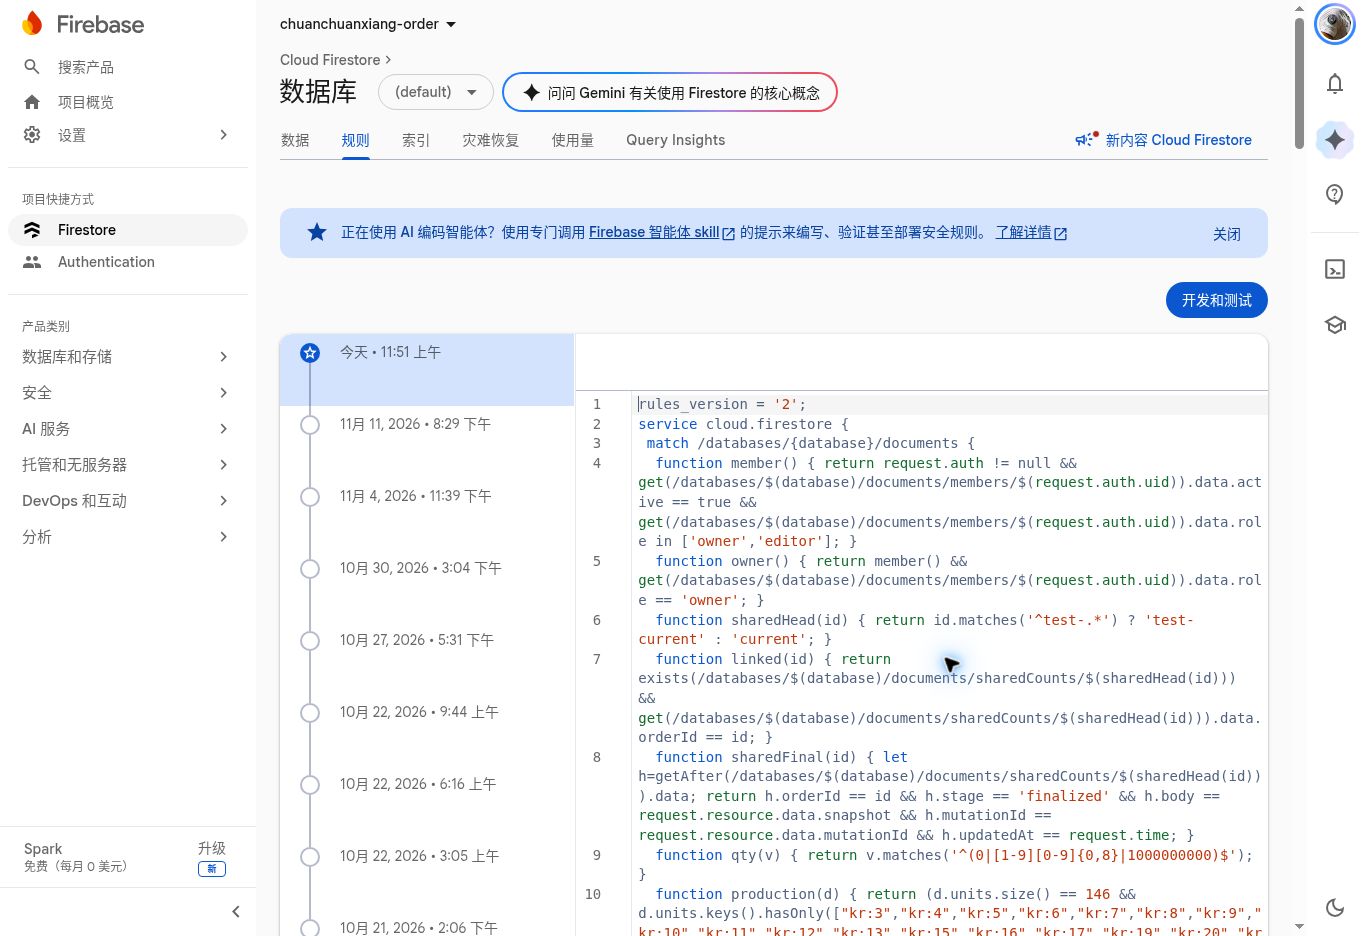 Firebase
搜索产品
项目概览
设置
项目快捷方式
Firestore
Authentication
产品类别
数据库和存储
安全
AI 服务
托管和无服务器
DevOps 和互动
分析
Spark
免费（每月 0 美元）
升级
新
chuanchuanxiang-order
Cloud Firestore
数据库
(default)
问问 Gemini 有关使用 Firestore 的核心概念
数据 规则 索引 灾难恢复 使用量 Query Insights
新内容 Cloud Firestore
正在使用 AI 编码智能体？使用专门调用 Firebase 智能体 skill 的提示来编写、验证甚至部署安全规则。 了解详情
关闭
开发和测试
今天 • 11:51 上午
11月 11, 2026 • 8:29 下午
11月 4, 2026 • 11:39 下午
10月 30, 2026 • 3:04 下午
10月 27, 2026 • 5:31 下午
10月 22, 2026 • 9:44 上午
10月 22, 2026 • 6:16 上午
10月 22, 2026 • 3:05 上午
10月 21, 2026 • 2:06 下午
1 rules_version = '2';
2 service cloud.firestore {
3  match /databases/{database}/documents {
4   function member() { return request.auth != null &&
get(/databases/$(database)/documents/members/$(request.auth.uid)).data.act
ive == true &&
get(/databases/$(database)/documents/members/$(request.auth.uid)).data.rol
e in ['owner','editor']; }
5   function owner() { return member() &&
get(/databases/$(database)/documents/members/$(request.auth.uid)).data.rol
e == 'owner'; }
6   function sharedHead(id) { return id.matches('^test-.*') ? 'test-
current' : 'current'; }
7   function linked(id) { return
exists(/databases/$(database)/documents/sharedCounts/$(sharedHead(id)))
&&
get(/databases/$(database)/documents/sharedCounts/$(sharedHead(id))).data.
orderId == id; }
8   function sharedFinal(id) { let
h=getAfter(/databases/$(database)/documents/sharedCounts/$(sharedHead(id))
).data; return h.orderId == id && h.stage == 'finalized' && h.body ==
request.resource.data.snapshot && h.mutationId ==
request.resource.data.mutationId && h.updatedAt == request.time; }
9   function qty(v) { return v.matches('^(0|[1-9][0-9]{0,8}|1000000000)$');
}
10   function production(d) { return (d.units.size() == 146 &&
d.units.keys().hasOnly(["kr:3","kr:4","kr:5","kr:6","kr:7","kr:8","kr:9","
kr:10","kr:11","kr:12","kr:13","kr:15","kr:16","kr:17","kr:19","kr:20","kr